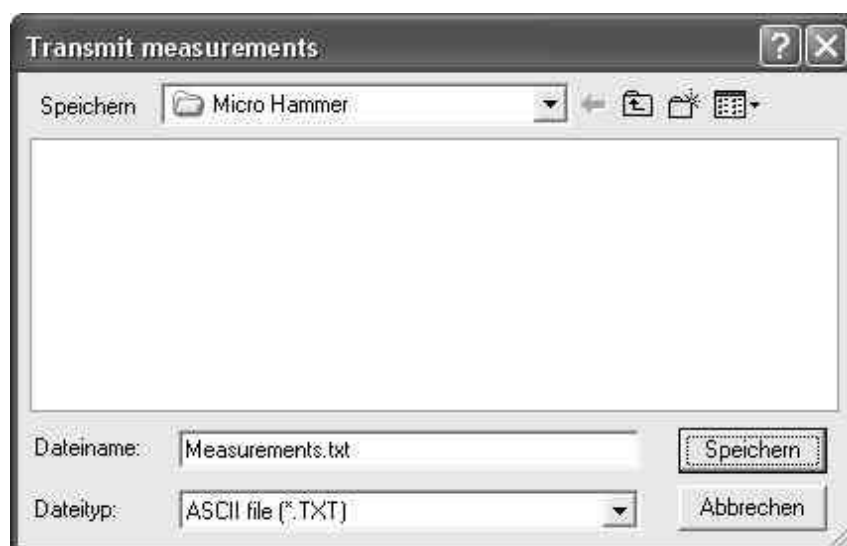 Transmit measurements
Speichern Micro Hammer
Dateiname: Measurements.txt Speichern
Dateityp: ASCII file (*.TXT) Abbrechen